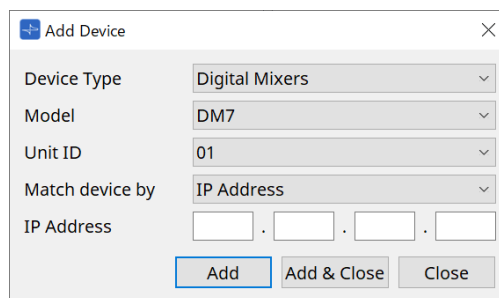 Add Device
Device Type Digital Mixers
Model DM7
Unit ID 01
Match device by IP Address
IP Address . . .
Add Add & Close Close